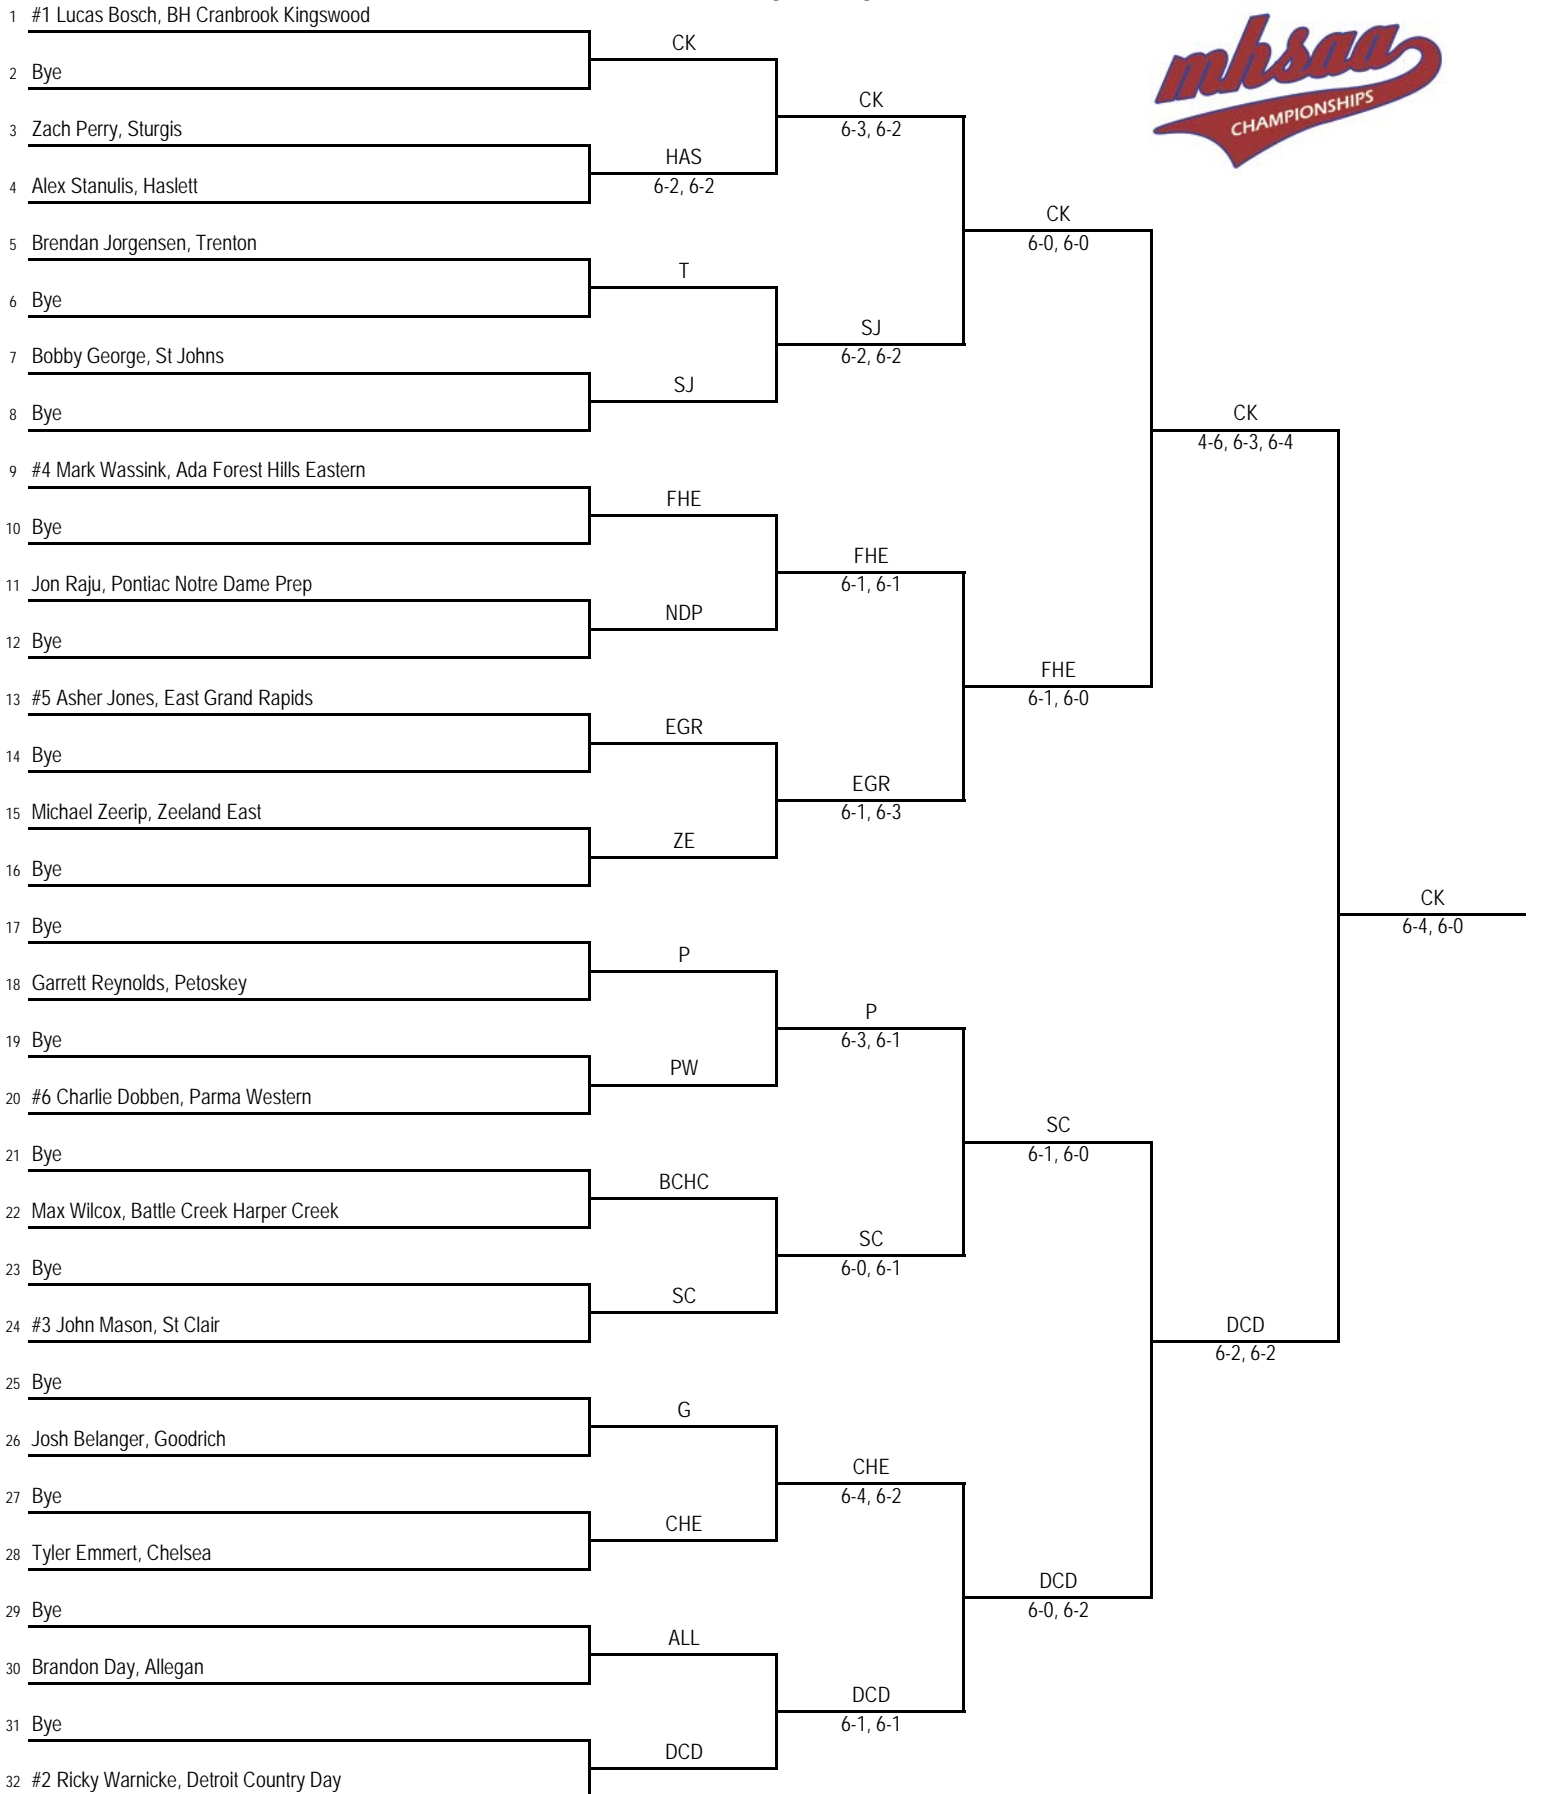 1 #1 Lucas Bosch, BH Cranbrook Kingswood
CK
2 Bye
CK
6-3, 6-2
3 Zach Perry, Sturgis
HAS
6-2, 6-2
4 Alex Stanulis, Haslett
CK
6-0, 6-0
5 Brendan Jorgensen, Trenton
T
6 Bye
SJ
6-2, 6-2
7 Bobby George, St Johns
SJ
8 Bye
CK
4-6, 6-3, 6-4
9 #4 Mark Wassink, Ada Forest Hills Eastern
FHE
10 Bye
FHE
6-1, 6-1
11 Jon Raju, Pontiac Notre Dame Prep
NDP
12 Bye
FHE
6-1, 6-0
13 #5 Asher Jones, East Grand Rapids
EGR
14 Bye
EGR
6-1, 6-3
15 Michael Zeerip, Zeeland East
ZE
16 Bye
CK
6-4, 6-0
17 Bye
P
18 Garrett Reynolds, Petoskey
P
6-3, 6-1
19 Bye
PW
20 #6 Charlie Dobben, Parma Western
SC
6-1, 6-0
21 Bye
BCHC
22 Max Wilcox, Battle Creek Harper Creek
SC
6-0, 6-1
23 Bye
SC
24 #3 John Mason, St Clair
DCD
6-2, 6-2
25 Bye
G
26 Josh Belanger, Goodrich
CHE
6-4, 6-2
27 Bye
CHE
28 Tyler Emmert, Chelsea
DCD
6-0, 6-2
29 Bye
ALL
30 Brandon Day, Allegan
DCD
6-1, 6-1
31 Bye
DCD
32 #2 Ricky Warnicke, Detroit Country Day
mhsaa
CHAMPIONSHIPS